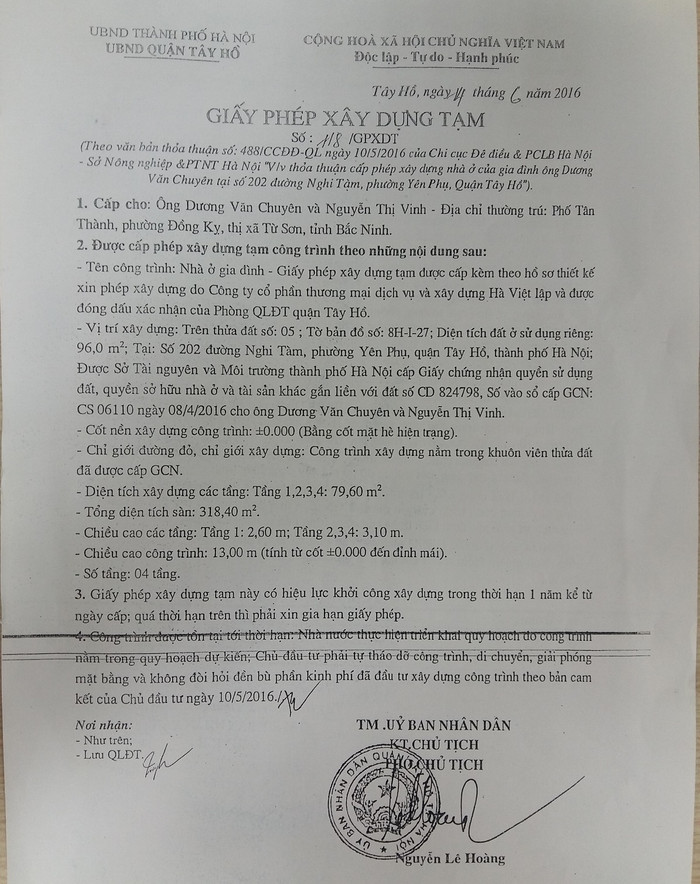 UBND THÀNH PHỐ HÀ NỘI
UBND QUẬN TÂY HỒ
CỘNG HOÀ XÃ HỘI CHỦ NGHĨA VIỆT NAM
Độc lập - Tự do - Hạnh phúc
Tây Hồ, ngày 14 tháng 6 năm 2016
GIẤY PHÉP XÂY DỰNG TẠM
Số: 118 /GPXDT
(Theo văn bản thỏa thuận số: 488/CCĐĐ-QL ngày 10/5/2016 của Chi cục Đê điều & PCLB Hà Nội
- Sở Nông nghiệp &PTNT Hà Nội "V/v thỏa thuận cấp phép xây dựng nhà ở của gia đình ông Dương
Văn Chuyên tại số 202 đường Nghi Tàm, phường Yên Phụ, Quận Tây Hồ").
1. Cấp cho: Ông Dương Văn Chuyên và Nguyễn Thị Vinh - Địa chỉ thường trú: Phố Tân
Thành, phường Đồng Kỵ, thị xã Từ Sơn, tỉnh Bắc Ninh.
2. Được cấp phép xây dựng tạm công trình theo những nội dung sau:
- Tên công trình: Nhà ở gia đình - Giấy phép xây dựng tạm được cấp kèm theo hồ sơ thiết kế
xin phép xây dựng do Công ty cổ phần thương mại dịch vụ và xây dựng Hà Việt lập và được
đóng dấu xác nhận của Phòng QLĐT quận Tây Hồ.
- Vị trí xây dựng: Trên thửa đất số: 05 ; Tờ bản đồ số: 8H-I-27; Diện tích đất ở sử dụng riêng:
96,0 m²; Tại: Số 202 đường Nghi Tàm, phường Yên Phụ, quận Tây Hồ, thành phố Hà Nội;
Được Sở Tài nguyên và Môi trường thành phố Hà Nội cấp Giấy chứng nhận quyền sử dụng
đất, quyền sở hữu nhà ở và tài sản khác gắn liền với đất số CD 824798, Số vào sổ cấp GCN:
CS 06110 ngày 08/4/2016 cho ông Dương Văn Chuyên và Nguyễn Thị Vinh.
- Cốt nền xây dựng công trình: ±0.000 (Bằng cốt mặt hè hiện trạng).
- Chỉ giới đường đỏ, chỉ giới xây dựng: Công trình xây dựng nằm trong khuôn viên thửa đất
đã được cấp GCN.
- Diện tích xây dựng các tầng: Tầng 1,2,3,4: 79,60 m².
- Tổng diện tích sàn: 318,40 m².
- Chiều cao các tầng: Tầng 1: 2,60 m; Tầng 2,3,4: 3,10 m.
- Chiều cao công trình: 13,00 m (tính từ cốt ±0.000 đến đỉnh mái).
- Số tầng: 04 tầng.
3. Giấy phép xây dựng tạm này có hiệu lực khởi công xây dựng trong thời hạn 1 năm kể từ
ngày cấp; quá thời hạn trên thì phải xin gia hạn giấy phép.
4. Công trình được tồn tại tới thời hạn: Nhà nước thực hiện triển khai quy hoạch do công trình
nằm trong quy hoạch dự kiến; Chủ đầu tư phải tự tháo dỡ công trình, di chuyển, giải phóng
mặt bằng và không đòi hỏi đền bù phần kinh phí đã đầu tư xây dựng công trình theo bản cam
kết của Chủ đầu tư ngày 10/5/2016./
Nơi nhận:
- Như trên;
- Lưu QLĐT.
TM .UỶ BAN NHÂN DÂN
KT.CHỦ TỊCH
PHÓ CHỦ TỊCH
ỦY BAN NHÂN DÂN QUẬN TÂY HỒ T.P HÀ NỘI
Nguyễn Lê Hoàng